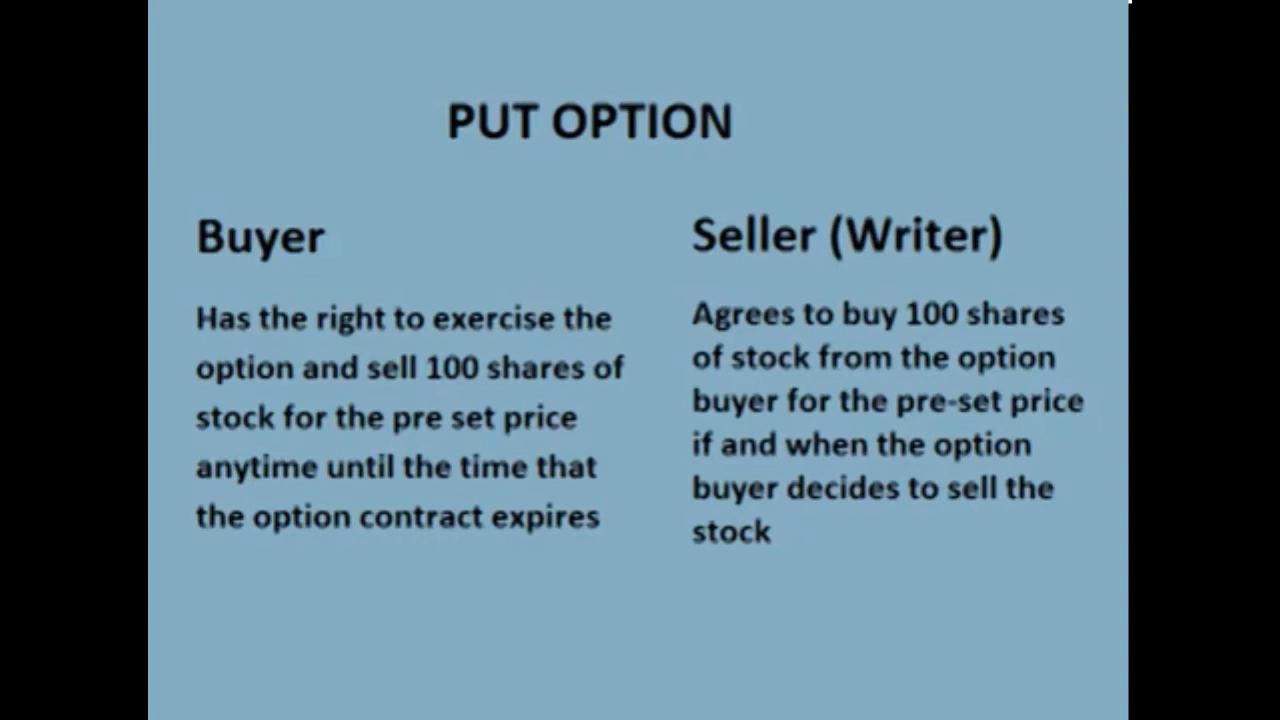 PUT OPTION
Buyer
Has the right to exercise the
option and sell 100 shares of
stock for the pre set price
anytime until the time that
the option contract expires
Seller (Writer)
Agrees to buy 100 shares
of stock from the option
buyer for the pre-set price
if and when the option
buyer decides to sell the
stock